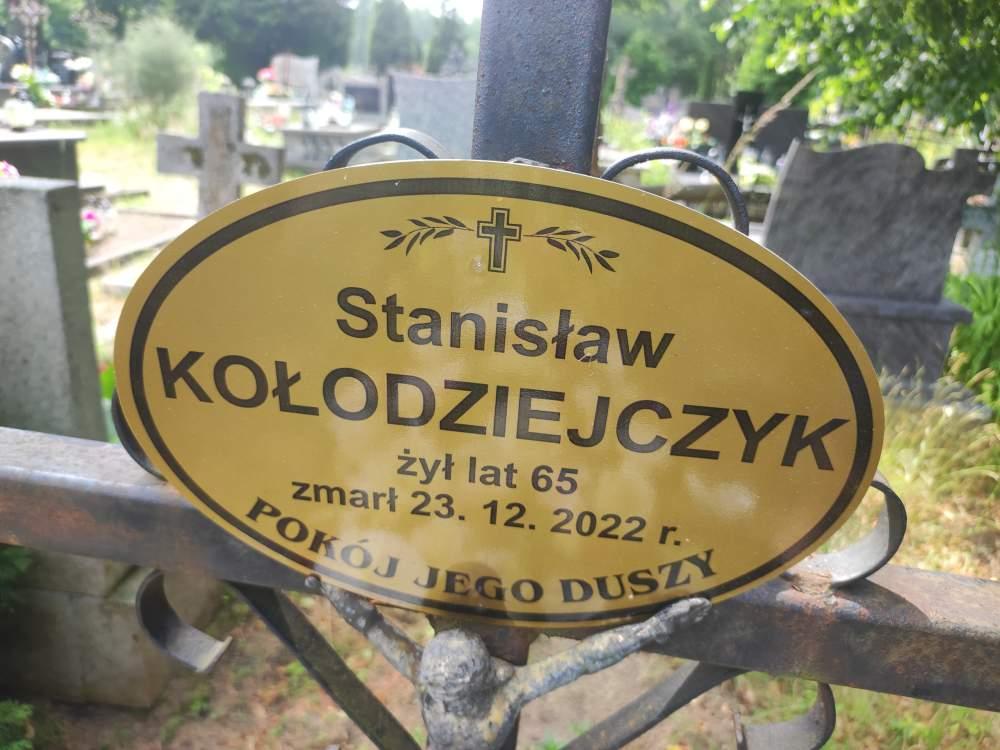 Stanisław
KOŁODZIEJCZYK
żył lat 65
zmarł 23. 12. 2022 r.
POKÓJ JEGO DUSZY